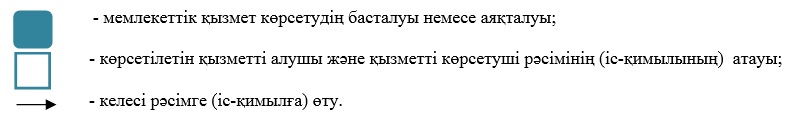 - мемлекеттік қызмет көрсетудің басталуы немесе аяқталуы;
- көрсетілетін қызметті алушы және қызметті көрсетуші рәсімінің (іс-қимылының) атауы;
- келесі рәсімге (іс-қимылға) өту.